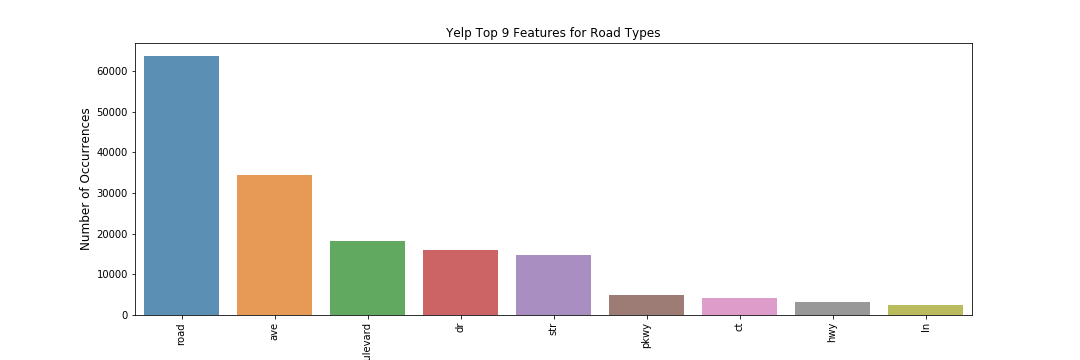 Yelp Top 9 Features for Road Types
Number of Occurrences
60000
50000
40000
30000
20000
10000
0
road
ave
ulevard
dr
str
pkwy
ct
hwy
ln